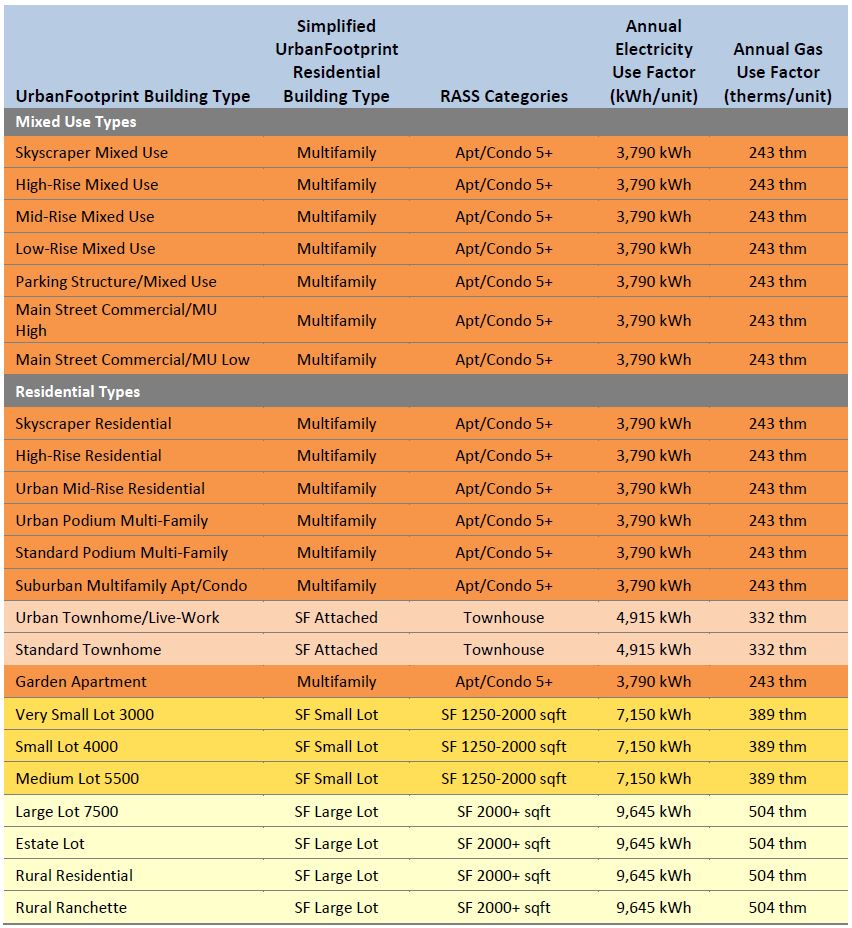 UrbanFootprint Building Type Simplified UrbanFootprint Residential Building Type RASS Categories Annual Electricity Use Factor (kWh/unit) Annual Gas Use Factor (therms/unit)
Mixed Use Types
Skyscraper Mixed Use Multifamily Apt/Condo 5+ 3,790 kWh 243 thm
High-Rise Mixed Use Multifamily Apt/Condo 5+ 3,790 kWh 243 thm
Mid-Rise Mixed Use Multifamily Apt/Condo 5+ 3,790 kWh 243 thm
Low-Rise Mixed Use Multifamily Apt/Condo 5+ 3,790 kWh 243 thm
Parking Structure/Mixed Use Multifamily Apt/Condo 5+ 3,790 kWh 243 thm
Main Street Commercial/MU High Multifamily Apt/Condo 5+ 3,790 kWh 243 thm
Main Street Commercial/MU Low Multifamily Apt/Condo 5+ 3,790 kWh 243 thm
Residential Types
Skyscraper Residential Multifamily Apt/Condo 5+ 3,790 kWh 243 thm
High-Rise Residential Multifamily Apt/Condo 5+ 3,790 kWh 243 thm
Urban Mid-Rise Residential Multifamily Apt/Condo 5+ 3,790 kWh 243 thm
Urban Podium Multi-Family Multifamily Apt/Condo 5+ 3,790 kWh 243 thm
Standard Podium Multi-Family Multifamily Apt/Condo 5+ 3,790 kWh 243 thm
Suburban Multifamily Apt/Condo Multifamily Apt/Condo 5+ 3,790 kWh 243 thm
Urban Townhome/Live-Work SF Attached Townhouse 4,915 kWh 332 thm
Standard Townhome SF Attached Townhouse 4,915 kWh 332 thm
Garden Apartment Multifamily Apt/Condo 5+ 3,790 kWh 243 thm
Very Small Lot 3000 SF Small Lot SF 1250-2000 sqft 7,150 kWh 389 thm
Small Lot 4000 SF Small Lot SF 1250-2000 sqft 7,150 kWh 389 thm
Medium Lot 5500 SF Small Lot SF 1250-2000 sqft 7,150 kWh 389 thm
Large Lot 7500 SF Large Lot SF 2000+ sqft 9,645 kWh 504 thm
Estate Lot SF Large Lot SF 2000+ sqft 9,645 kWh 504 thm
Rural Residential SF Large Lot SF 2000+ sqft 9,645 kWh 504 thm
Rural Ranchette SF Large Lot SF 2000+ sqft 9,645 kWh 504 thm